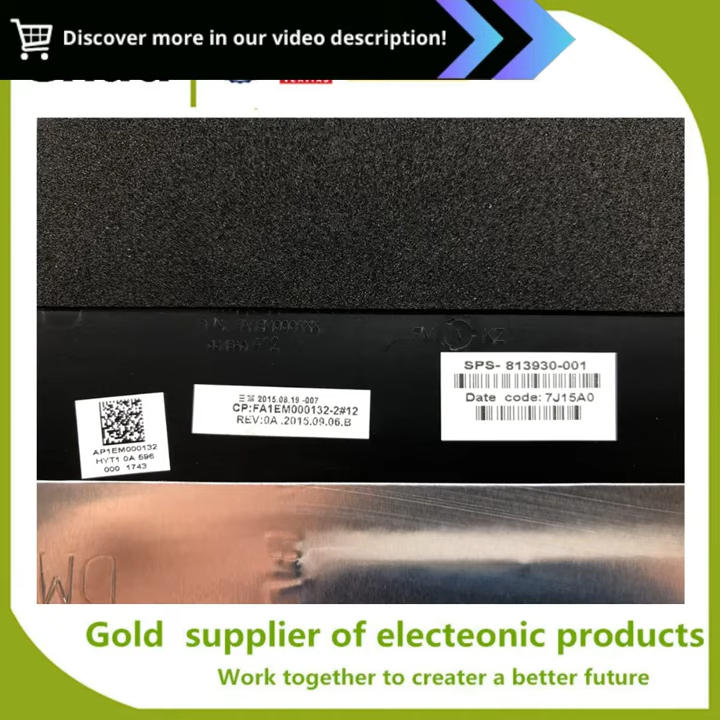 Discover more in our video description!
SPS- 813930-001
Date code: 7J15A0
2015.08.19 -007
CP:FA1EM000132-2#12
REV:0A .2015.09.06.B
AP1EM000132
HYT1 0A 696
000 1743
Gold supplier of electeonic products
Work together to creater a better future